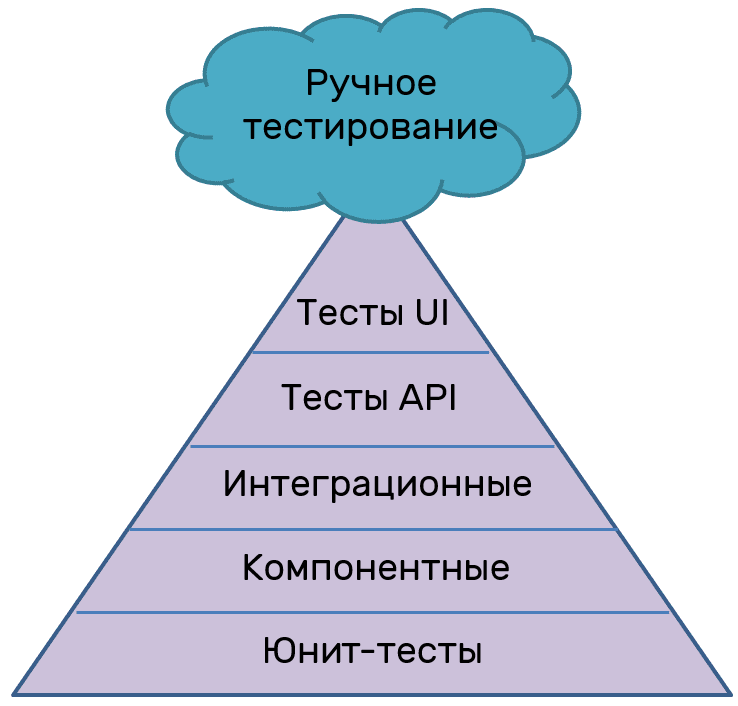 Ручное
тестирование
Тесты UI
Тесты API
Интеграционные
Компонентные
Юнит-тесты